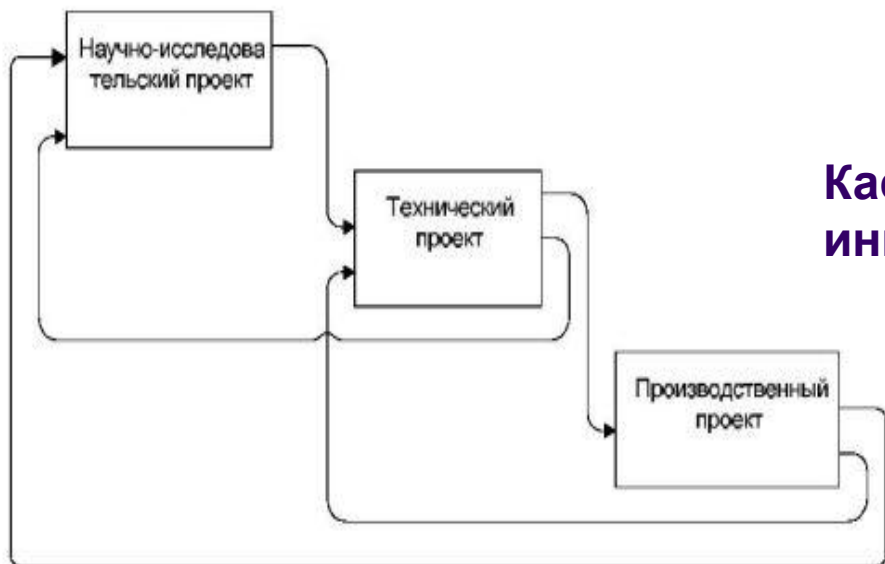 Научно-исследова
тельский проект
Технический
проект
Производственный
проект